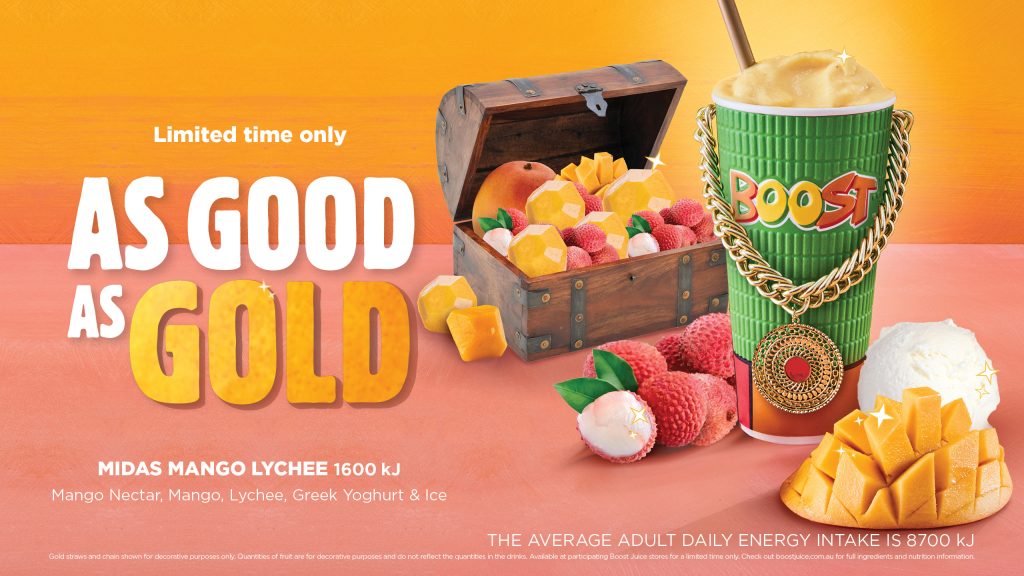 Limited time only
AS GOOD
AS GOLD
MIDAS MANGO LYCHEE 1600 kJ
Mango Nectar, Mango, Lychee, Greek Yoghurt & Ice
BOOST
THE AVERAGE ADULT DAILY ENERGY INTAKE IS 8700 kJ
Gold straws and chain shown for decorative purposes only. Quantities of fruit are for decorative purposes and do not reflect the quantities in the drinks. Available at participating Boost Juice stores for a limited time only. Check out boostjuice.com.au for full ingredients and nutrition information.